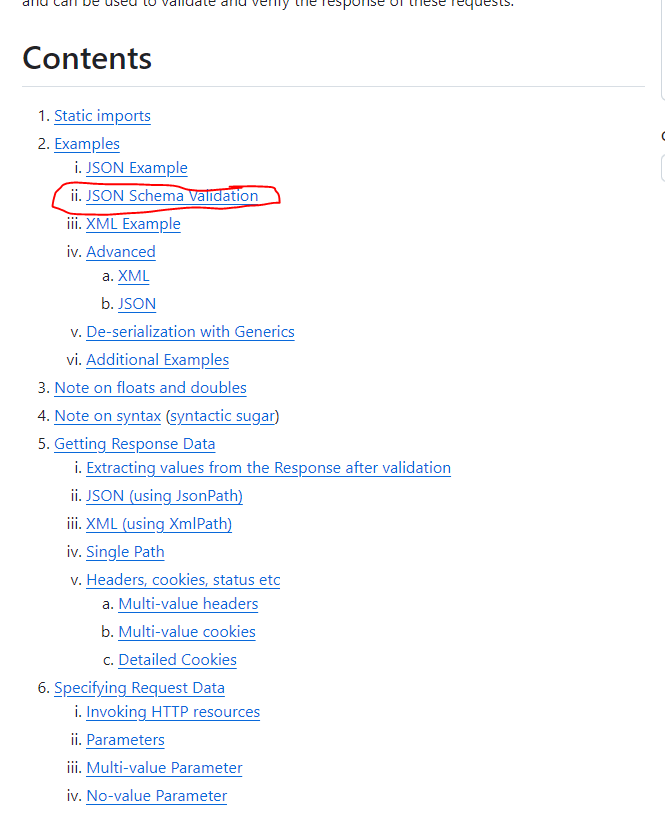 and can be used to validate and verify the response of these requests.
Contents
1. Static imports
2. Examples
i. JSON Example
ii. JSON Schema Validation
iii. XML Example
iv. Advanced
a. XML
b. JSON
v. De-serialization with Generics
vi. Additional Examples
3. Note on floats and doubles
4. Note on syntax (syntactic sugar)
5. Getting Response Data
i. Extracting values from the Response after validation
ii. JSON (using JsonPath)
iii. XML (using XmlPath)
iv. Single Path
v. Headers, cookies, status etc
a. Multi-value headers
b. Multi-value cookies
c. Detailed Cookies
6. Specifying Request Data
i. Invoking HTTP resources
ii. Parameters
iii. Multi-value Parameter
iv. No-value Parameter